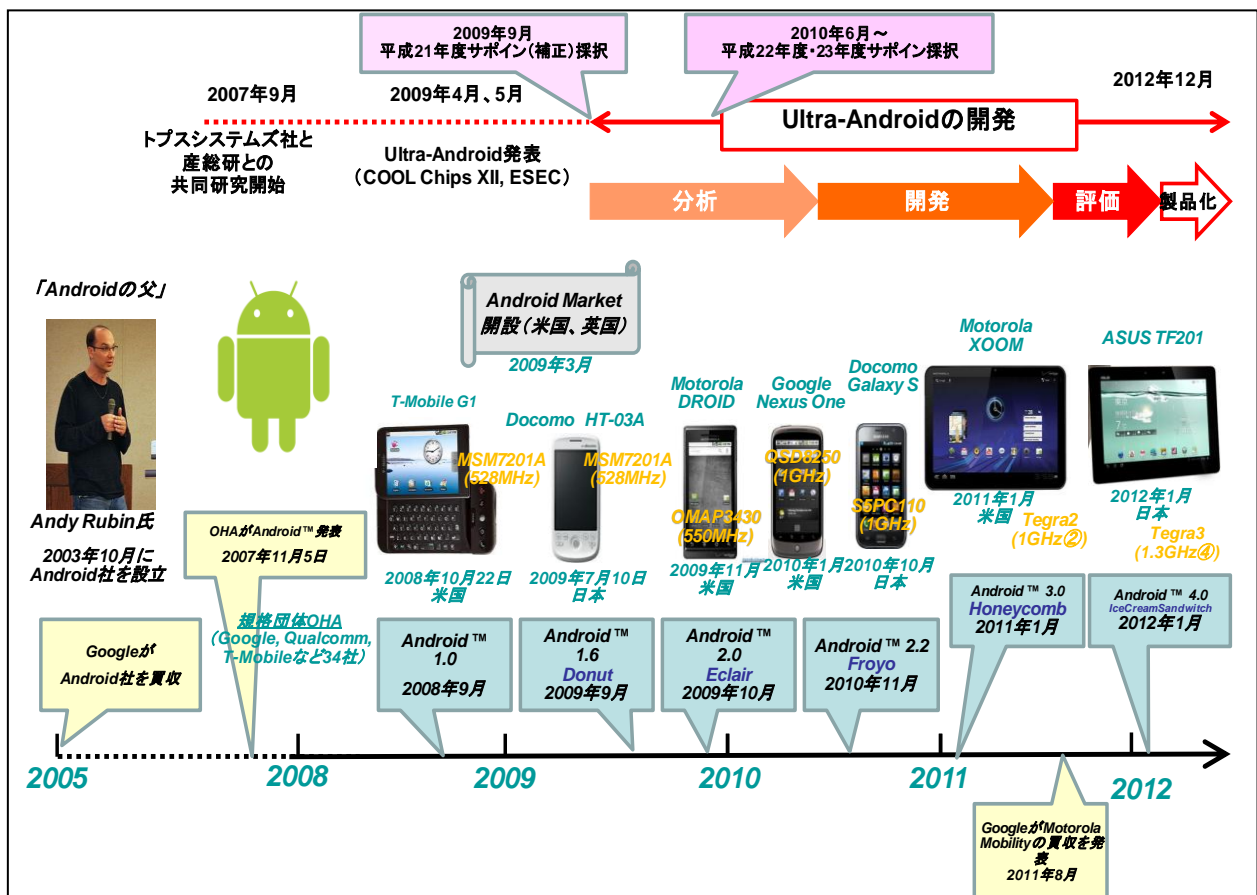 2009年9月
平成21年度サポイン（補正）採択
2010年6月～
平成22年度・23年度サポイン採択
2007年9月
2009年4月、5月
2012年12月
Ultra-Androidの開発
トプスシステムズ社と
産総研との
共同研究開始
Ultra-Android発表
（COOL Chips XII, ESEC）
分析
開発
評価
製品化
「Androidの父」
Android Market
開設（米国、英国）
2009年3月
Motorola
XOOM
ASUS TF201
T-Mobile G1
Docomo HT-03A
Motorola
DROID
Google
Nexus One
Docomo
Galaxy S
MSM7201A
(528MHz)
MSM7201A
(528MHz)
OMAP3430
(550MHz)
QSD8250
(1GHz)
S5PC110
(1GHz)
Andy Rubin氏
2003年10月に
Android社を設立
OHAがAndroid™発表
2007年11月5日
2008年10月22日
米国
2009年7月10日
日本
2009年11月
米国
2010年1月
米国
2010年10月
日本
2011年1月
米国
Tegra2
(1GHz②)
2012年1月
日本
Tegra3
(1.3GHz④)
規格団体OHA
（Google, Qualcomm,
T-Mobileなど34社）
Googleが
Android社を買収
Android™
1.0
2008年9月
Android™
1.6
Donut
2009年9月
Android™
2.0
Eclair
2009年10月
Android™ 2.2
Froyo
2010年11月
Android™ 3.0
Honeycomb
2011年1月
Android™ 4.0
IceCreamSandwitch
2012年1月
2005
2008
2009
2010
2011
2012
GoogleがMotorola
Mobilityの買収を発
表
2011年8月